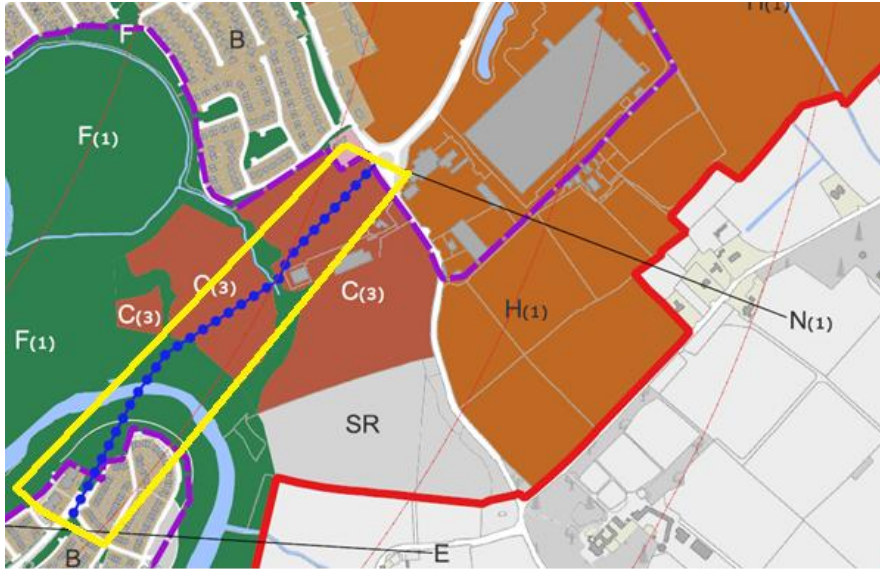 F
B
H(1)
F(1)
C(3)
C(3)
C(3)
H(1)
N(1)
F(1)
SR
E
B